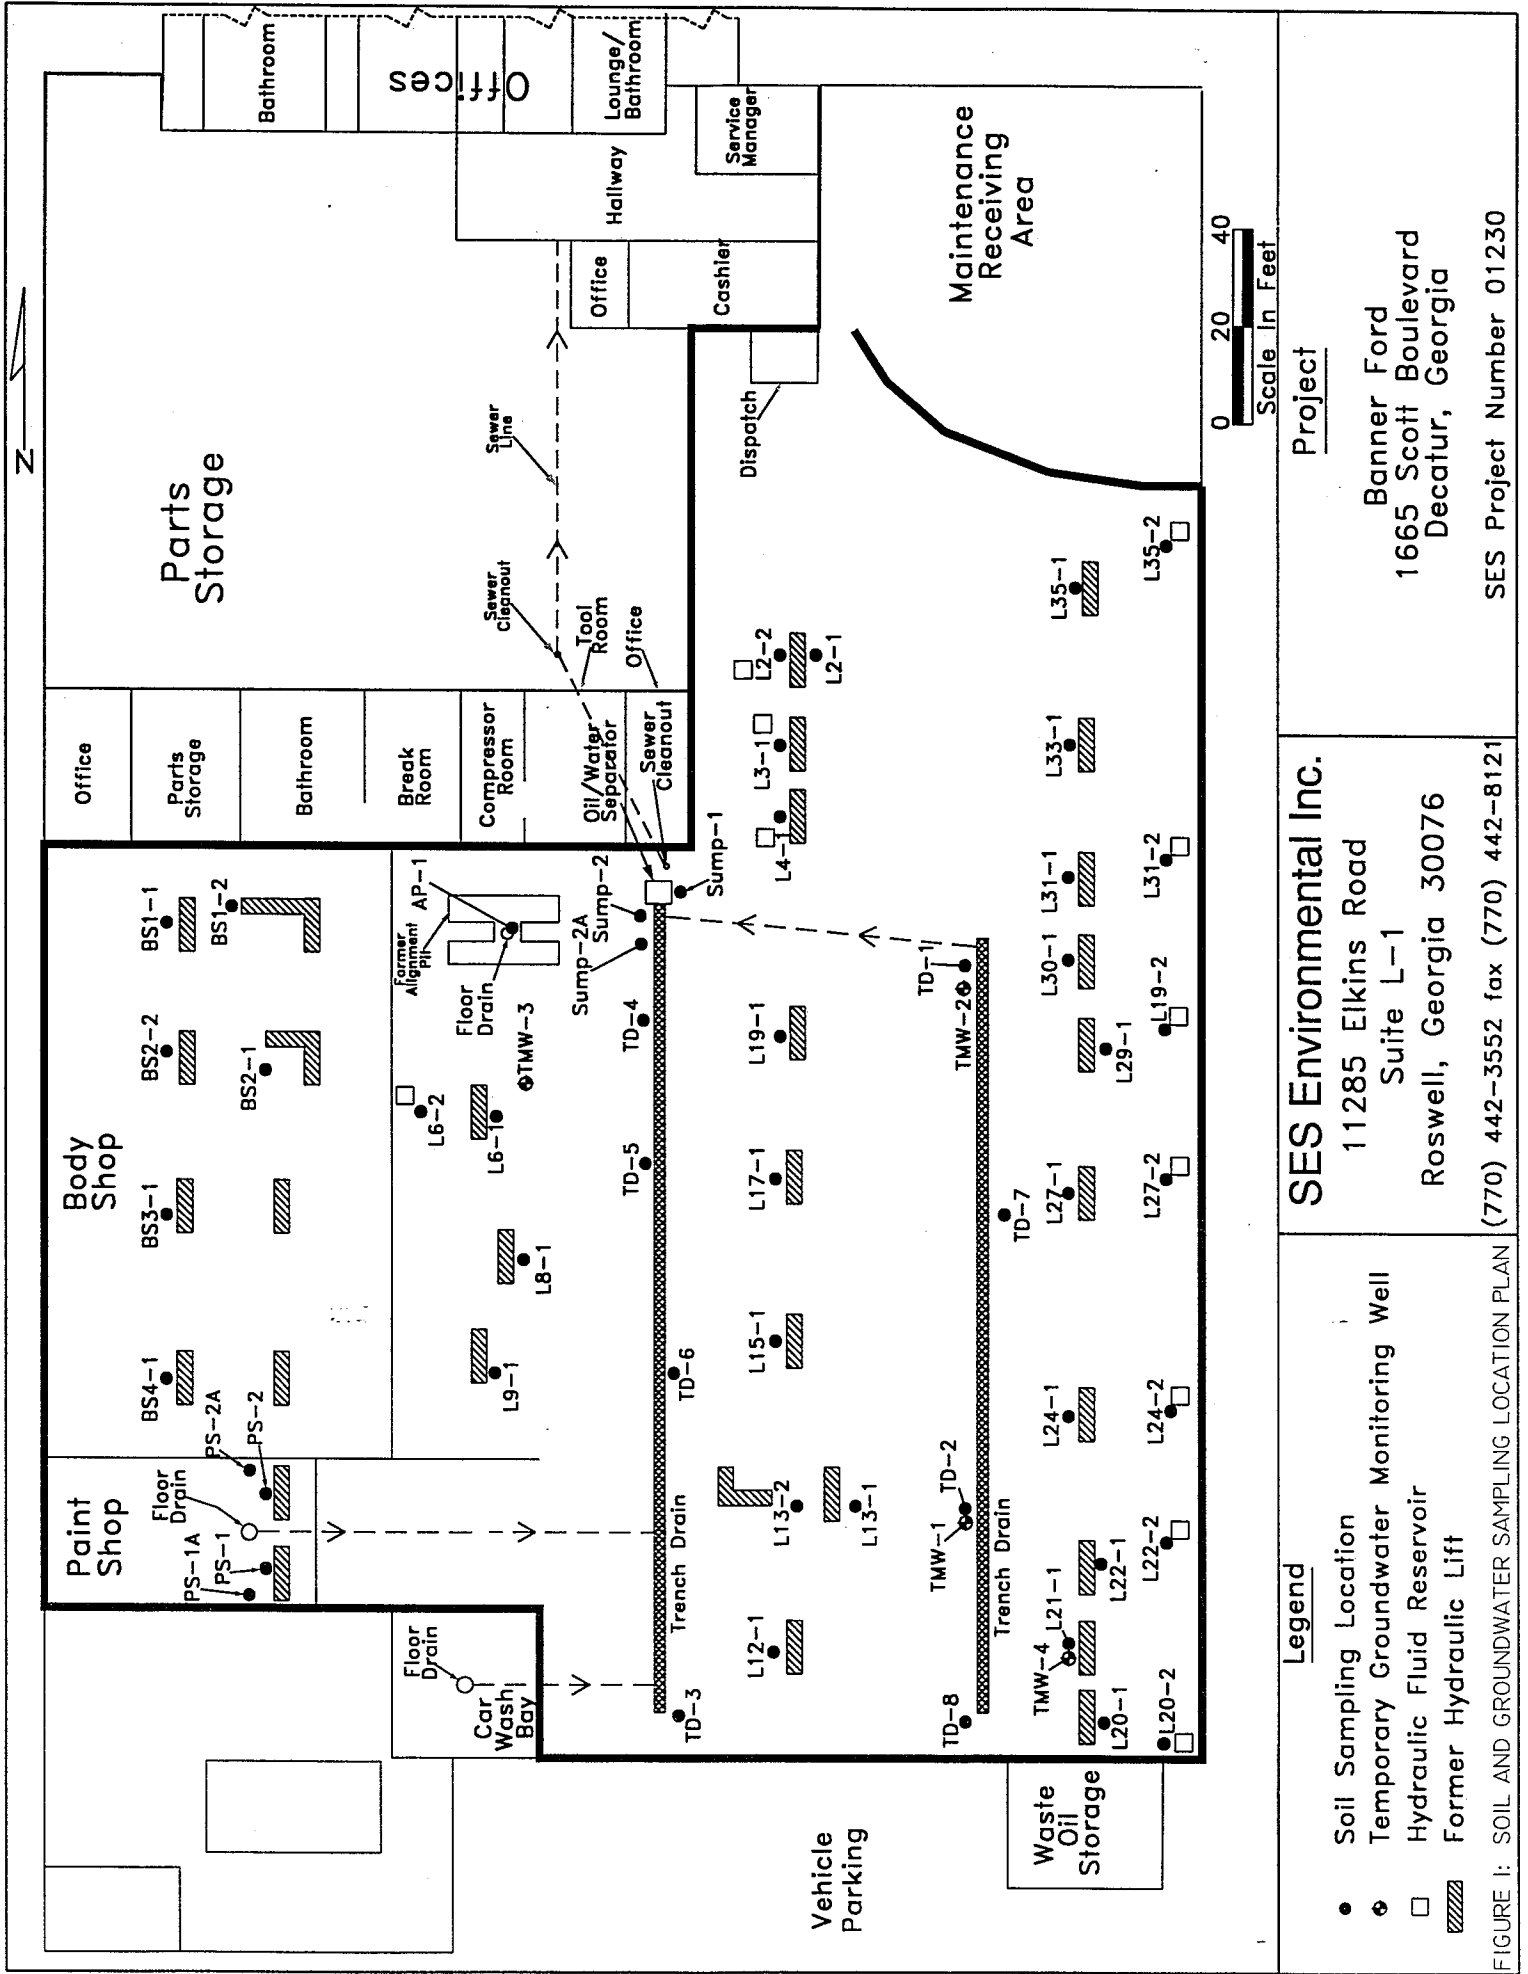 N
Offices
Bathroom
Lounge/
Bathroom
Service
Manager
Hallway
Office
Cashier
Maintenance
Receiving
Area
Dispatch
Parts
Storage
Sewer
Line
Sewer
Cleanout
Tool
Room
Office
Office
Parts
Storage
Bathroom
Break
Room
Compressor
Room
Oil/Water
Separator
Sewer
Cleanout
Body
Shop
BS1-1
BS1-2
BS2-2
BS2-1
BS3-1
BS4-1
Paint
Shop
Floor
Drain
PS-2A
PS-2
PS-1A
PS-1
Former
Alignment
Pit
AP-1
Floor
Drain
TMW-3
L6-2
L6-1
L8-1
L9-1
Floor
Drain
Car
Wash
Bay
Sump-1
Sump-2
Sump-2A
TD-4
TD-5
TD-6
Trench Drain
TD-3
L2-2
L2-1
L3-1
L4-1
L19-1
L17-1
L15-1
L13-2
L13-1
L12-1
TD-1
TMW-2
TD-7
TD-2
TMW-1
Trench Drain
TD-8
L35-1
L35-2
L33-1
L31-1
L31-2
L30-1
L19-2
L29-1
L27-1
L27-2
L24-1
L24-2
L22-1
L22-2
L21-1
TMW-4
L20-1
L20-2
Waste
Oil
Storage
Vehicle
Parking
0 20 40
Scale In Feet
Legend
Soil Sampling Location
Temporary Groundwater Monitoring Well
Hydraulic Fluid Reservoir
Former Hydraulic Lift
FIGURE I: SOIL AND GROUNDWATER SAMPLING LOCATION PLAN
SES Environmental Inc.
11285 Elkins Road
Suite L-1
Roswell, Georgia 30076
(770) 442-3552 fax (770) 442-8121
Project
Banner Ford
1665 Scott Boulevard
Decatur, Georgia
SES Project Number 01230